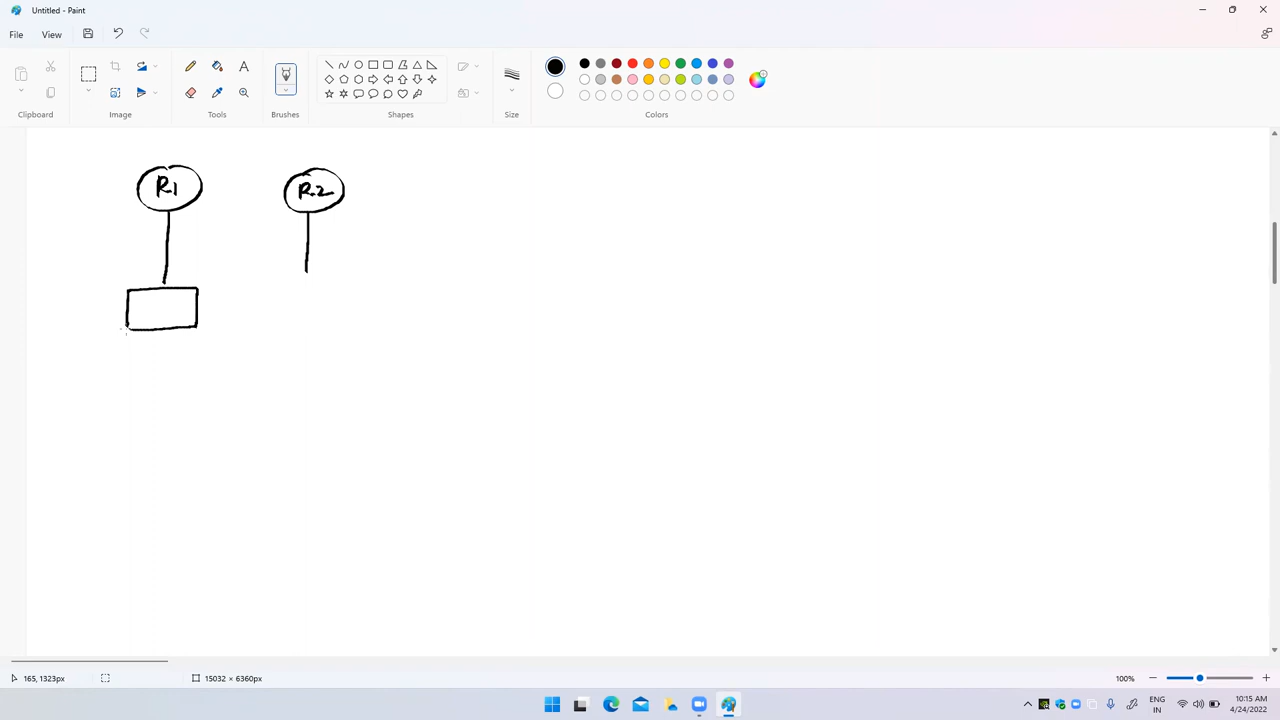 Untitled - Paint
File View
Clipboard Image Tools Brushes Shapes Size Colors
R1 R2
165, 1323px 15032 × 6360px 100%
ENG
IN
10:15 AM
4/24/2022